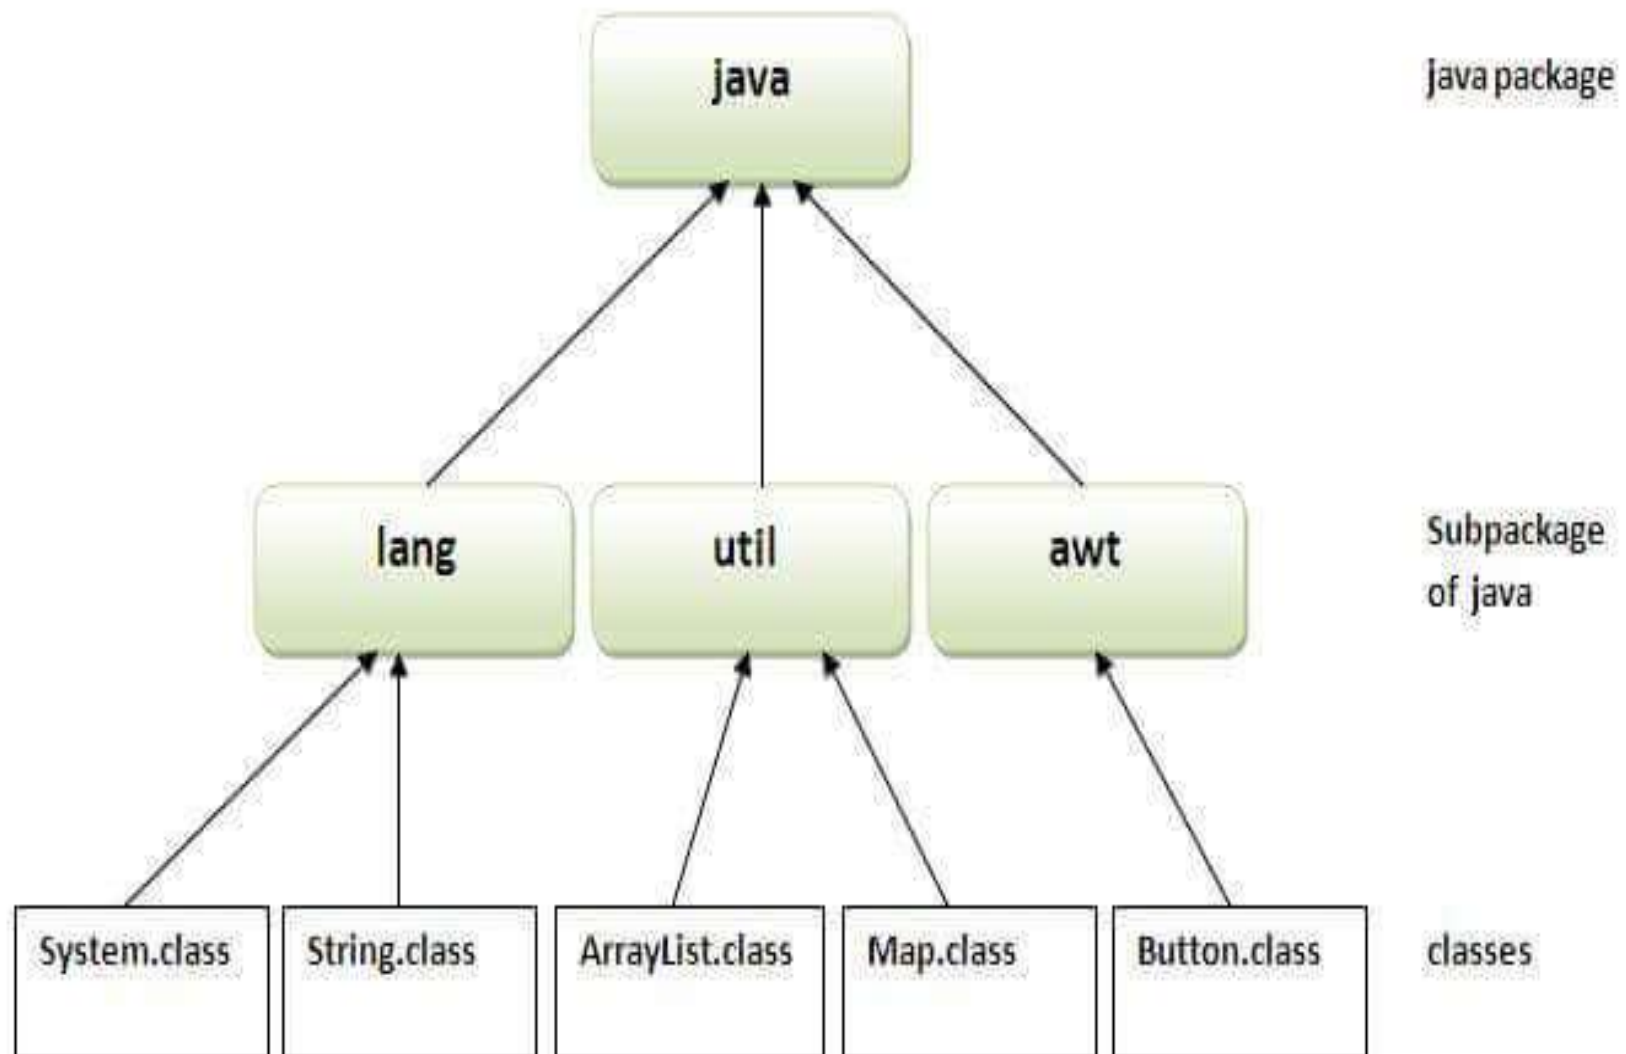 java
java package
lang
util
awt
Subpackage
of java
System.class
String.class
ArrayList.class
Map.class
Button.class
classes